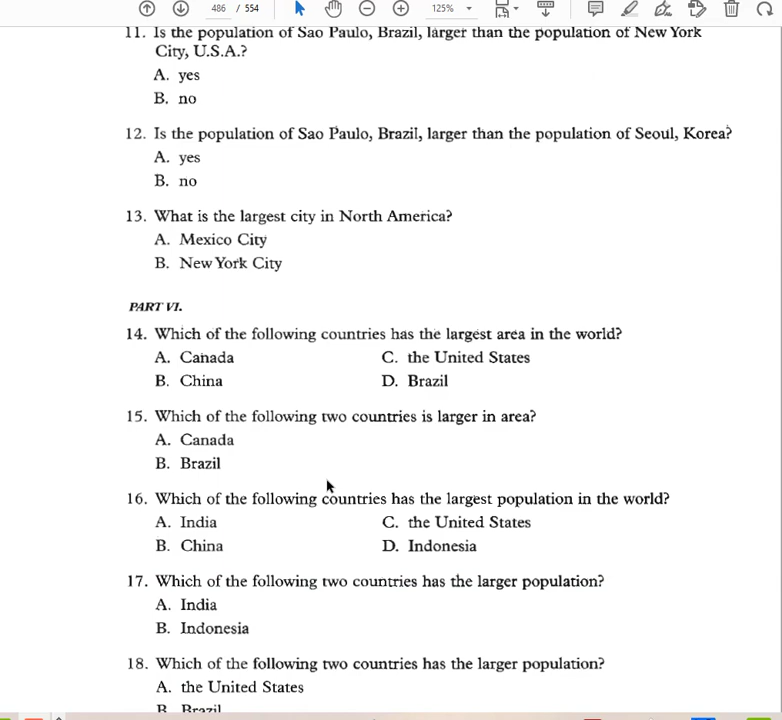 486 / 554
125%
11. Is the population of Sao Paulo, Brazil, larger than the population of New York
City, U.S.A.?
A. yes
B. no
12. Is the population of Sao Paulo, Brazil, larger than the population of Seoul, Korea?
A. yes
B. no
13. What is the largest city in North America?
A. Mexico City
B. New York City
PART VI.
14. Which of the following countries has the largest area in the world?
A. Canada C. the United States
B. China D. Brazil
15. Which of the following two countries is larger in area?
A. Canada
B. Brazil
16. Which of the following countries has the largest population in the world?
A. India C. the United States
B. China D. Indonesia
17. Which of the following two countries has the larger population?
A. India
B. Indonesia
18. Which of the following two countries has the larger population?
A. the United States
B. Brazil